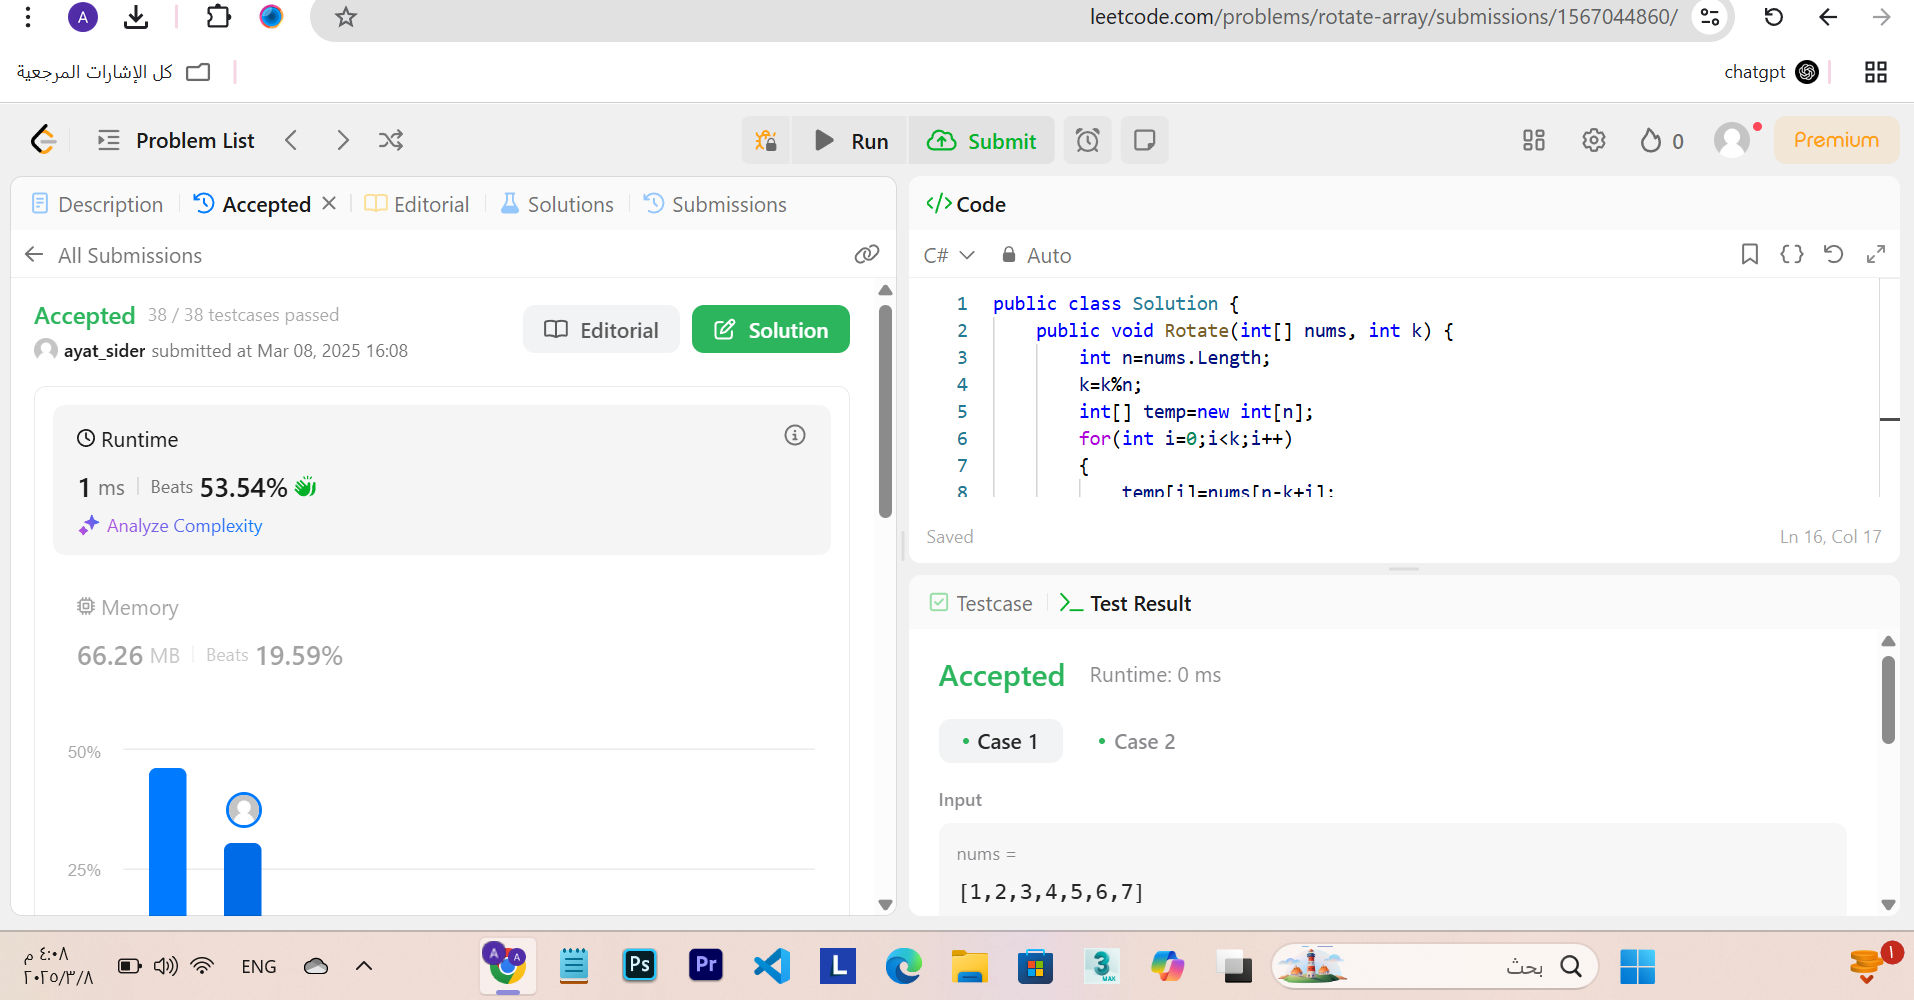 A
leetcode.com/problems/rotate-array/submissions/1567044860/
كل الإشارات المرجعية
chatgpt
Problem List
Run
Submit
0
Premium
Description
Accepted
Editorial
Solutions
Submissions
All Submissions
Accepted 38 / 38 testcases passed
ayat_sider submitted at Mar 08, 2025 16:08
Editorial
Solution
Runtime
1 ms Beats 53.54%
Analyze Complexity
Memory
66.26 MB Beats 19.59%
50%
25%
</> Code
C#
Auto
1 public class Solution {
2 public void Rotate(int[] nums, int k) {
3 int n=nums.Length;
4 k=k%n;
5 int[] temp=new int[n];
6 for(int i=0;i<k;i++)
7 {
8 temp[i]=nums[n-k+i];
Saved
Ln 16, Col 17
Testcase
Test Result
Accepted Runtime: 0 ms
Case 1
Case 2
Input
nums =
[1,2,3,4,5,6,7]
٤:٠٨ م
٢٠٢٥/٣/٨
ENG
A A
Ps
Pr
L
3
MAX
بحث
١